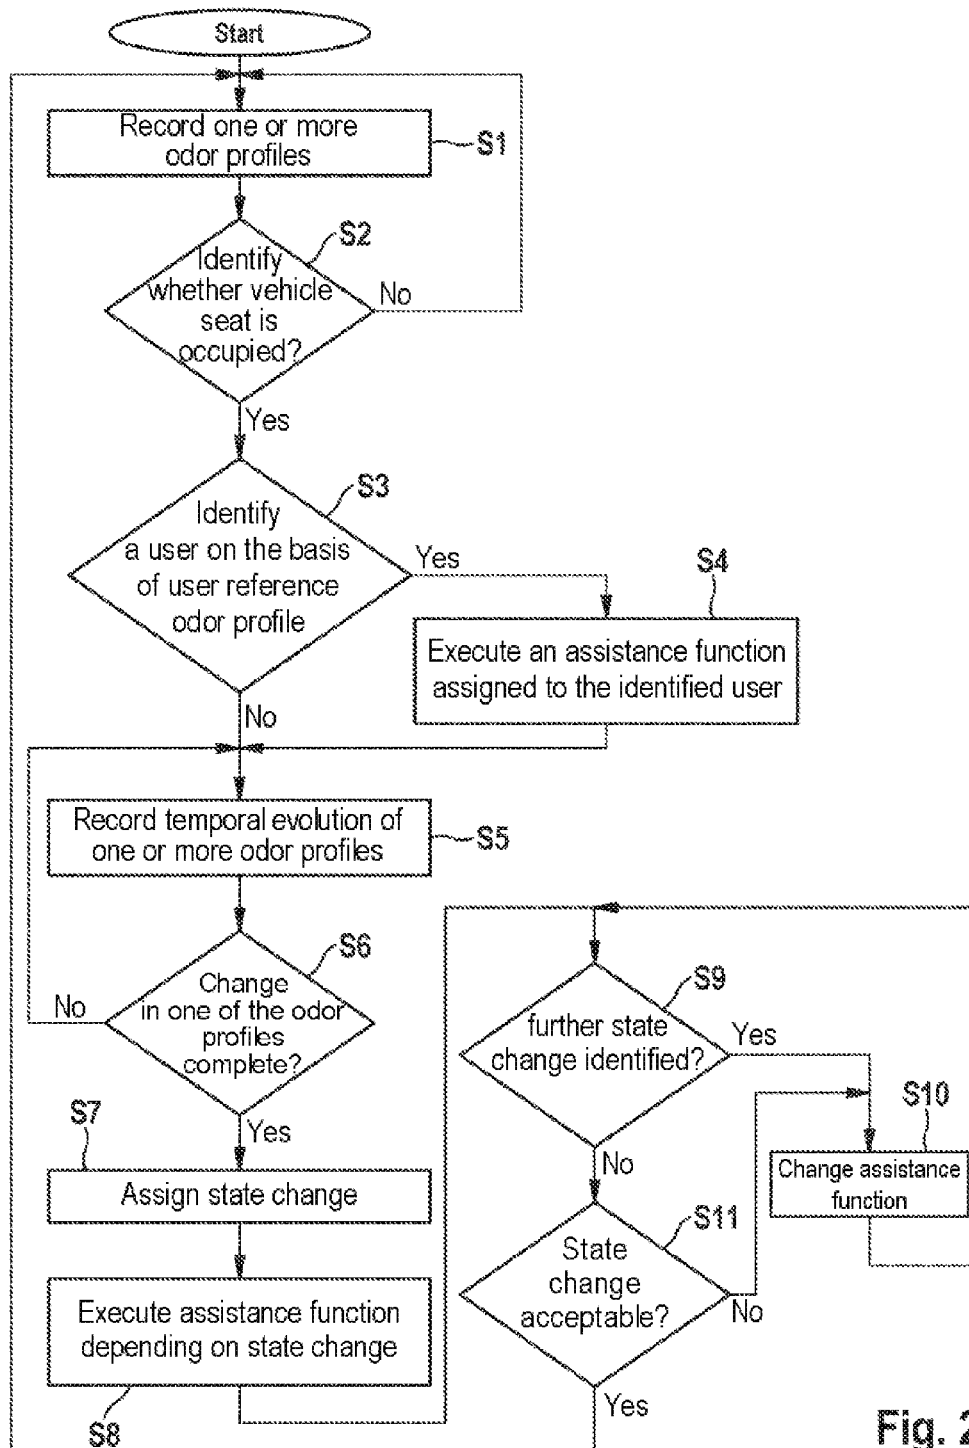 Start
Record one or more
odor profiles
S1
S2
Identify
whether vehicle
seat is
occupied?
No
Yes
S3
Identify
a user on the basis
of user reference
odor profile
Yes
S4
Execute an assistance function
assigned to the identified user
No
Record temporal evolution of
one or more odor profiles
S5
S6
Change
in one of the odor
profiles
complete?
No
Yes
S7
Assign state change
Execute assistance function
depending on state change
S8
S9
further state
change identified?
Yes
No
S10
Change assistance
function
S11
State
change
acceptable?
No
Yes
Fig. 2